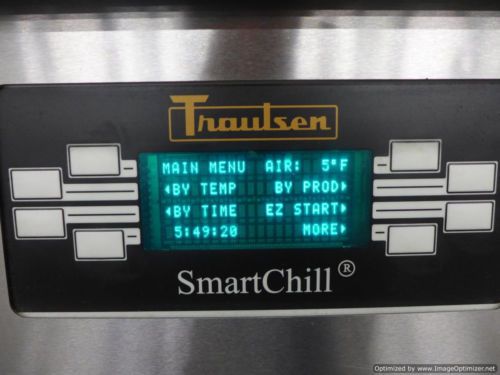 Traulsen
MAIN MENU AIR: 5°F
◂BY TEMP BY PROD▸
◂BY TIME EZ START▸
5:49:20 MORE▸
SmartChill®
Optimized by www.ImageOptimizer.net